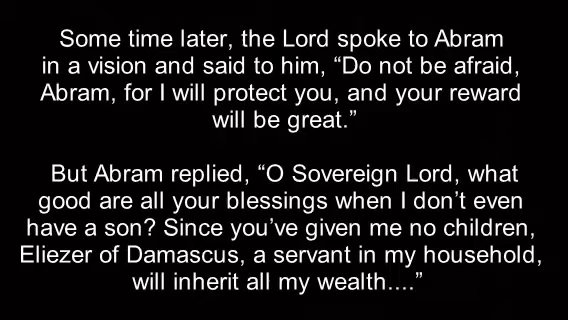 Some time later, the Lord spoke to Abram
in a vision and said to him, “Do not be afraid,
Abram, for I will protect you, and your reward
will be great.”
But Abram replied, “O Sovereign Lord, what
good are all your blessings when I don’t even
have a son? Since you’ve given me no children,
Eliezer of Damascus, a servant in my household,
will inherit all my wealth....”